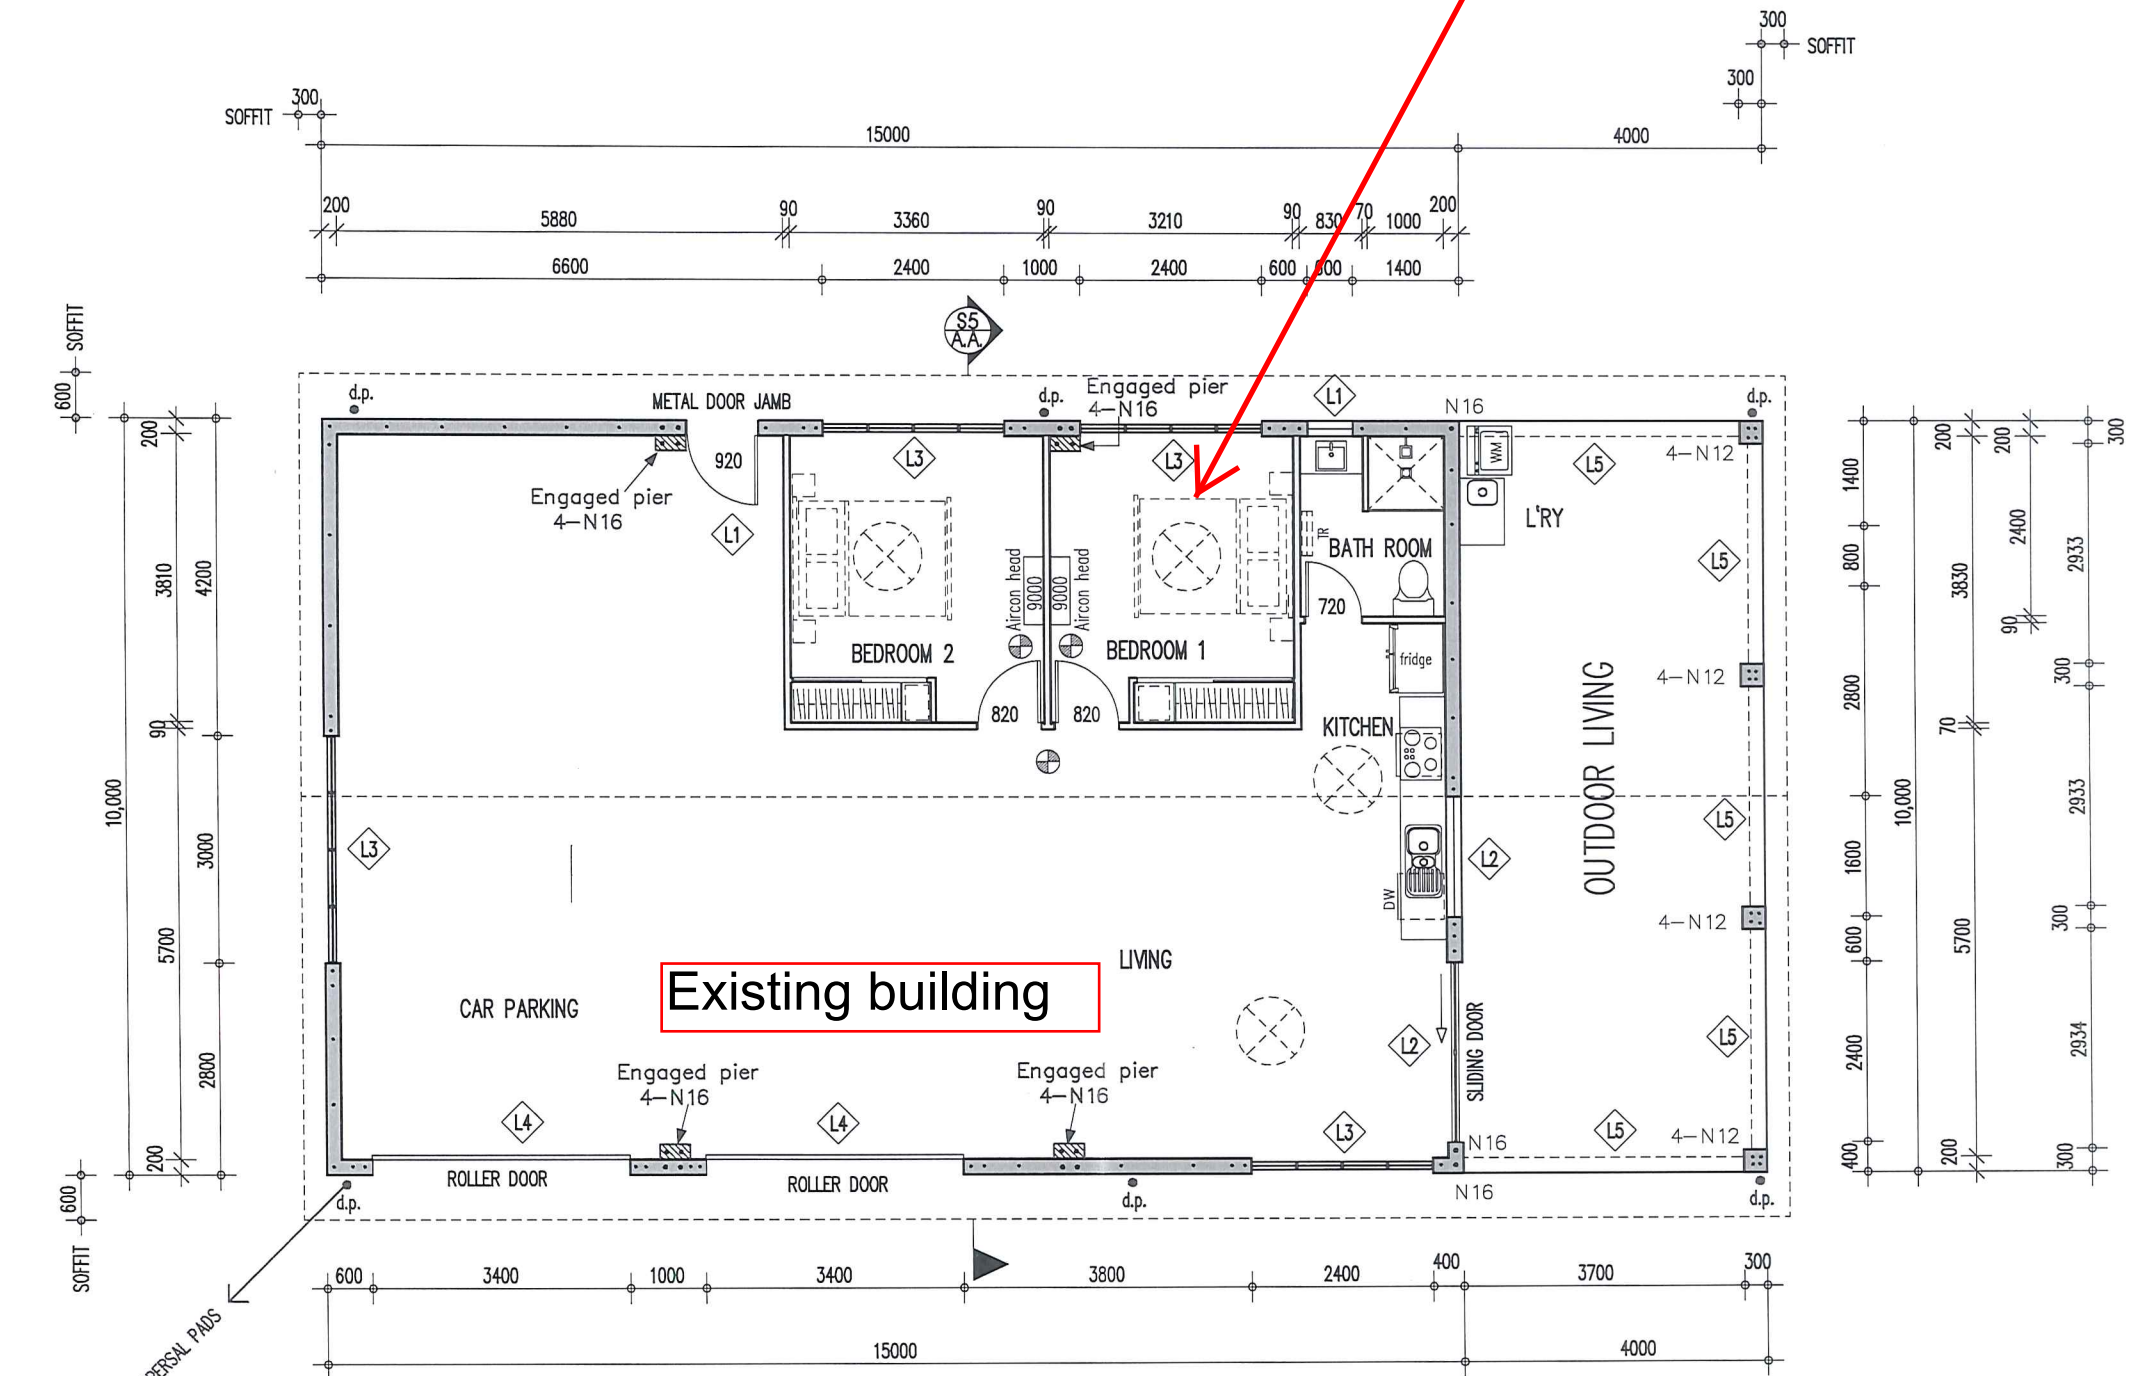 300
SOFFIT
300
300
SOFFIT
15000
4000
200
5880
90
3360
90
3210
90
830
70
1000
200
6600
2400
1000
2400
600
600
1400
S5
A.A.
SOFFIT
600
d.p.
METAL DOOR JAMB
d.p.
Engaged pier
4-N16
L1
N16
d.p.
4-N12
920
L3
L3
WM
L5
Engaged pier
4-N16
L1
L'RY
TR
BATH ROOM
L5
Aircon head
9000
9000
Aircon head
720
BEDROOM 2
BEDROOM 1
fridge
4-N12
820
820
KITCHEN
OUTDOOR LIVING
L3
L5
L2
DW
4-N12
LIVING
Existing building
CAR PARKING
L2
SLIDING DOOR
L5
Engaged pier
4-N16
Engaged pier
4-N16
L4
L4
L3
L5
4-N12
N16
ROLLER DOOR
ROLLER DOOR
N16
d.p.
d.p.
d.p.
10,000
200
3810
90
5700
200
4200
3000
2800
600
SOFFIT
1400
800
2800
1600
600
2400
400
10,000
200
3830
70
5700
200
200
2400
90
300
2933
300
2933
300
2934
300
600
3400
1000
3400
3800
2400
400
3700
300
15000
4000
PADS